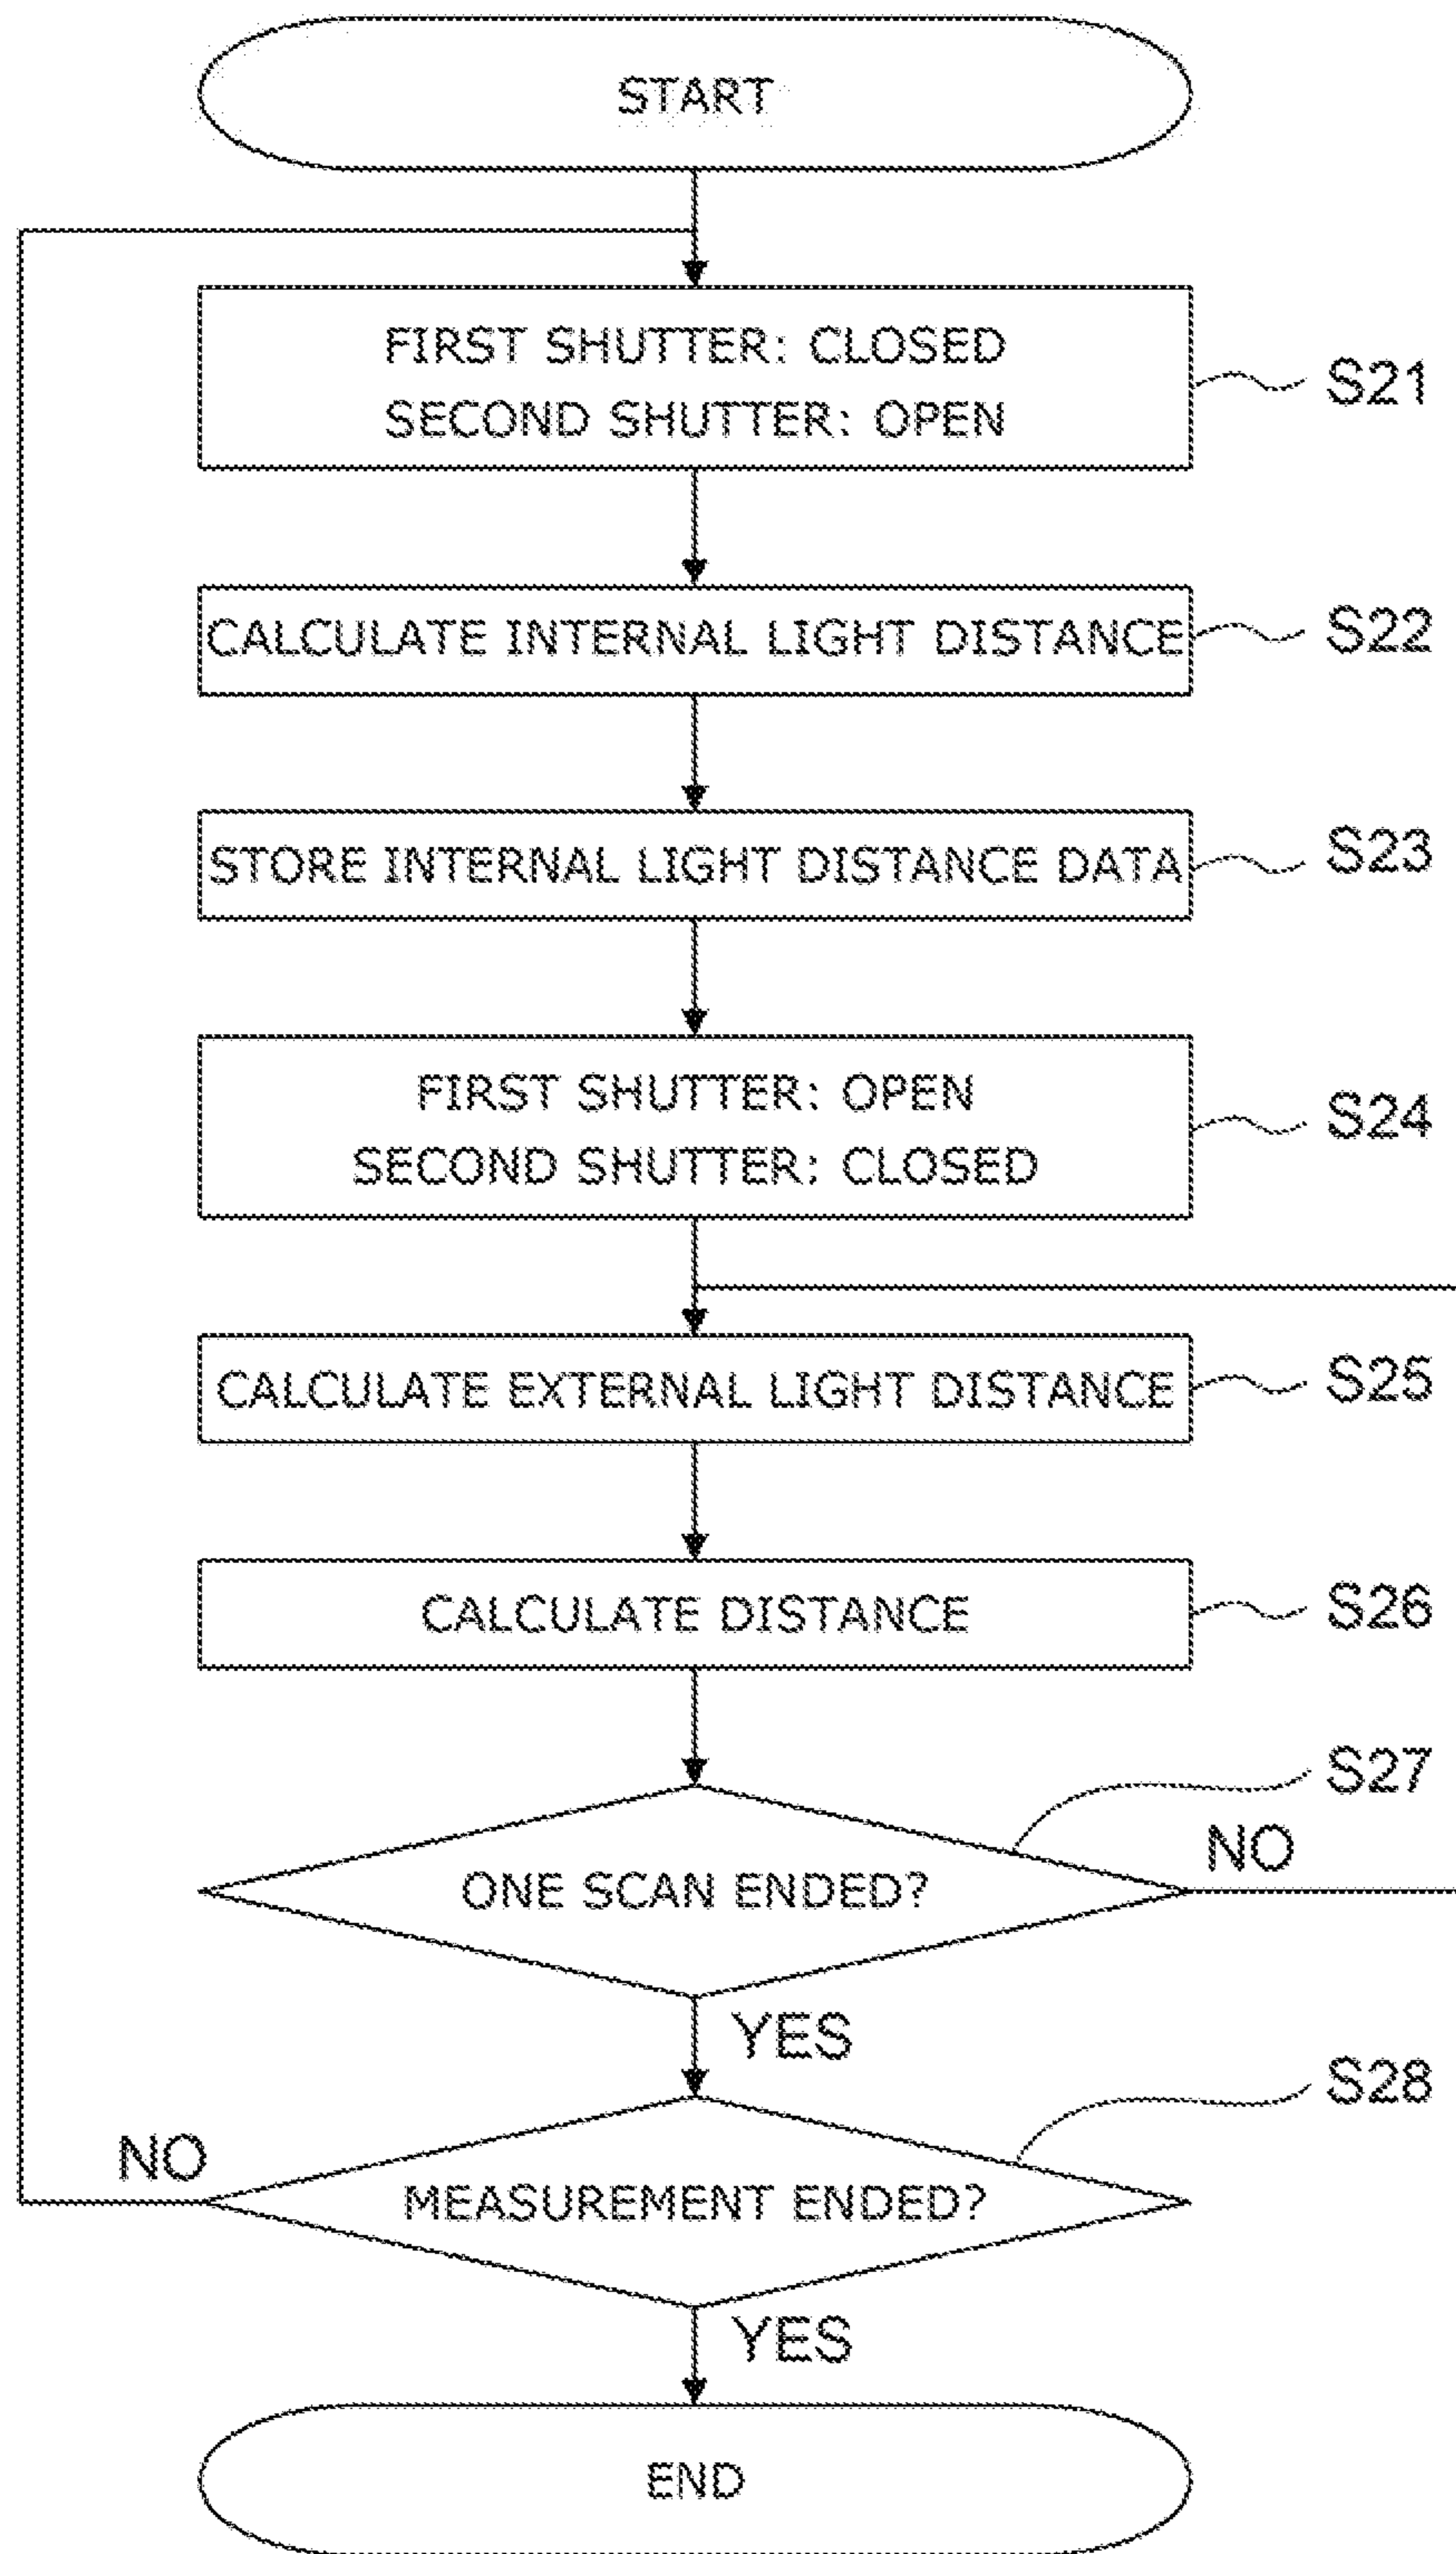 START
FIRST SHUTTER: CLOSED
SECOND SHUTTER: OPEN
S21
CALCULATE INTERNAL LIGHT DISTANCE
S22
STORE INTERNAL LIGHT DISTANCE DATA
S23
FIRST SHUTTER: OPEN
SECOND SHUTTER: CLOSED
S24
CALCULATE EXTERNAL LIGHT DISTANCE
S25
CALCULATE DISTANCE
S26
S27
NO
ONE SCAN ENDED?
YES
S28
NO
MEASUREMENT ENDED?
YES
END